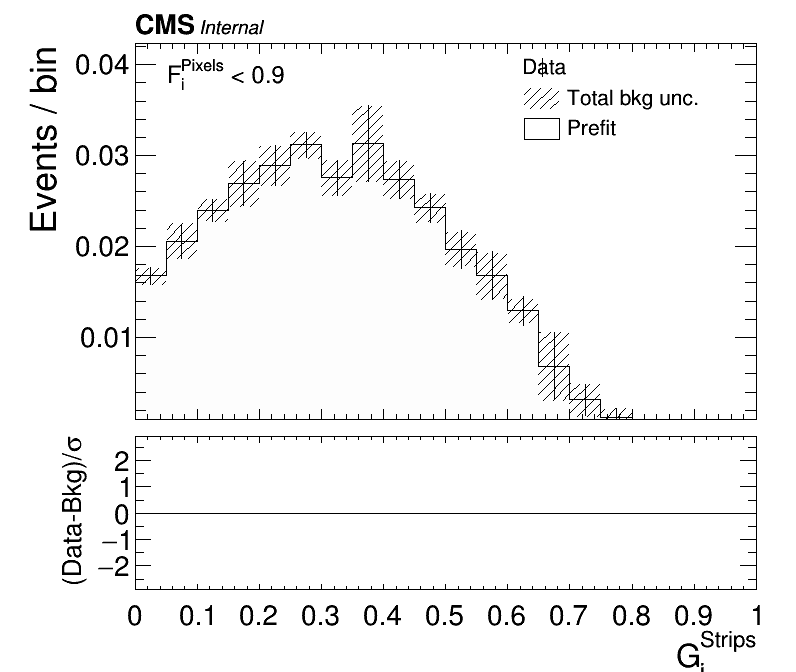 CMS Internal
F_i^Pixels < 0.9
Data
Total bkg unc.
Prefit
Events / bin
0.04
0.03
0.02
0.01
(Data-Bkg)/σ
2
1
0
−1
−2
0 0.1 0.2 0.3 0.4 0.5 0.6 0.7 0.8 0.9 1
G_i^Strips